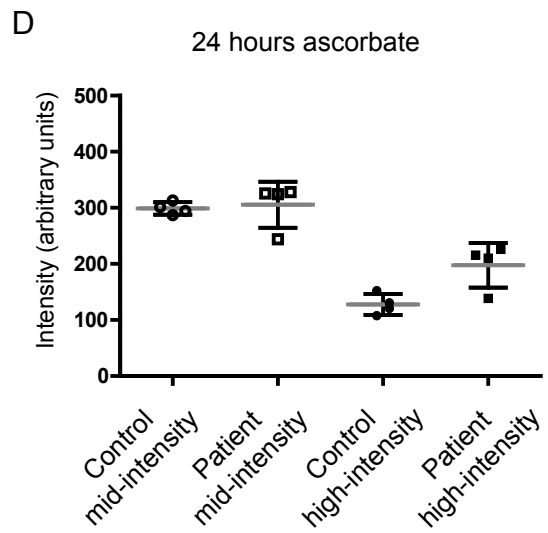 D
24 hours ascorbate
Intensity (arbitrary units)
500
400
300
200
100
0
Control
mid-intensity
Patient
mid-intensity
Control
high-intensity
Patient
high-intensity